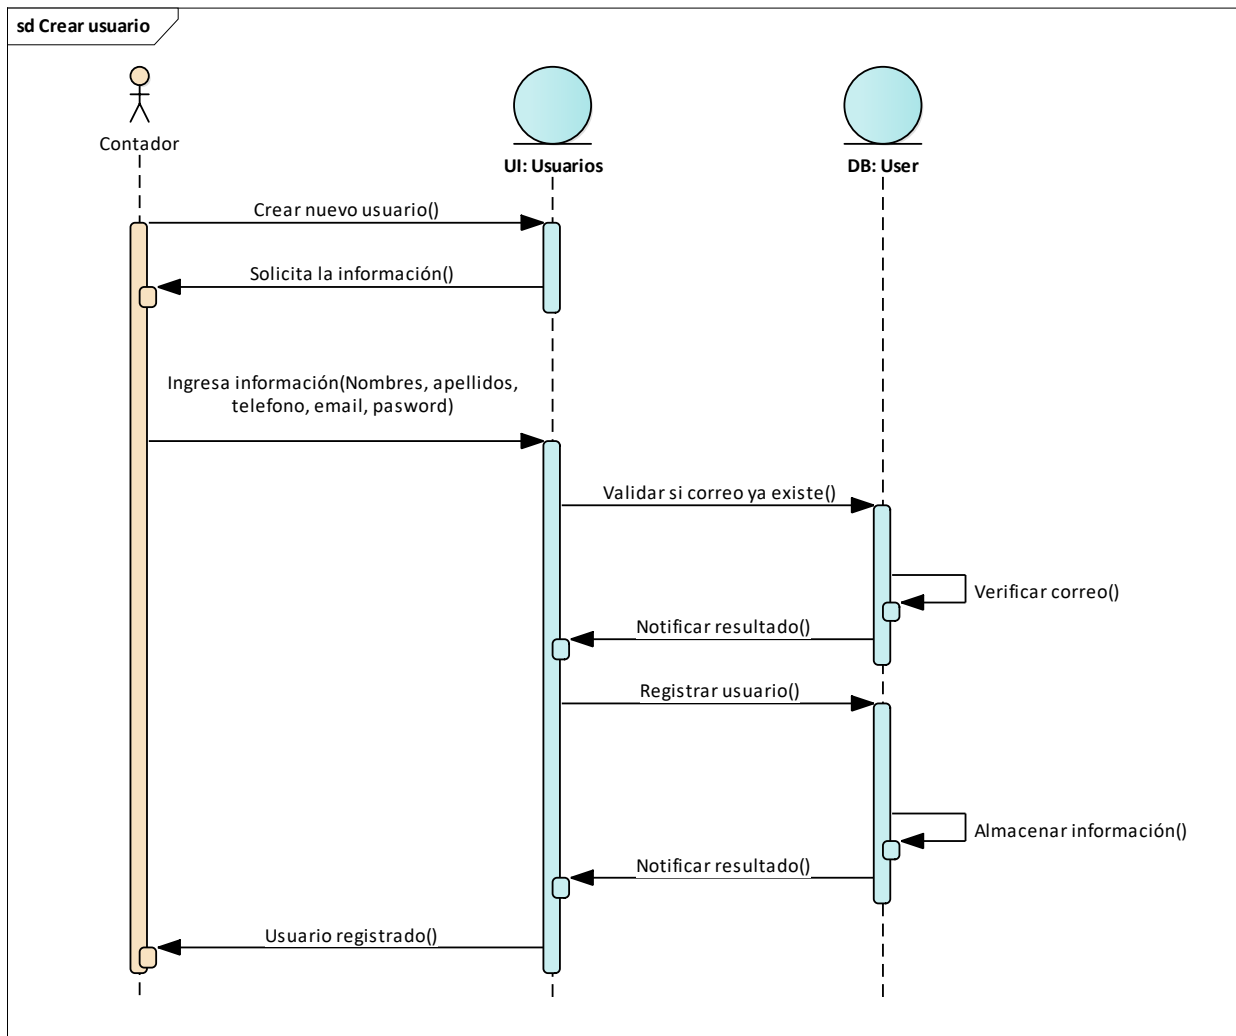 sd Crear usuario
Contador
UI: Usuarios
DB: User
Crear nuevo usuario()
Solicita la información()
Ingresa información(Nombres, apellidos,
telefono, email, pasword)
Validar si correo ya existe()
Verificar correo()
Notificar resultado()
Registrar usuario()
Almacenar información()
Notificar resultado()
Usuario registrado()